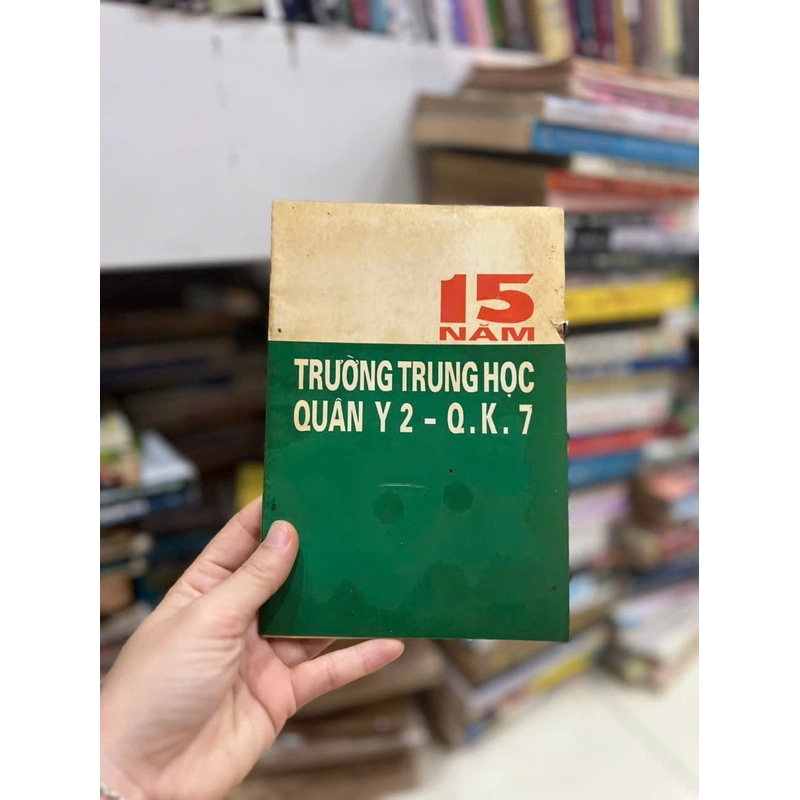 15
NĂM
TRƯỜNG TRUNG HỌC
QUÂN Y 2 - Q.K.7